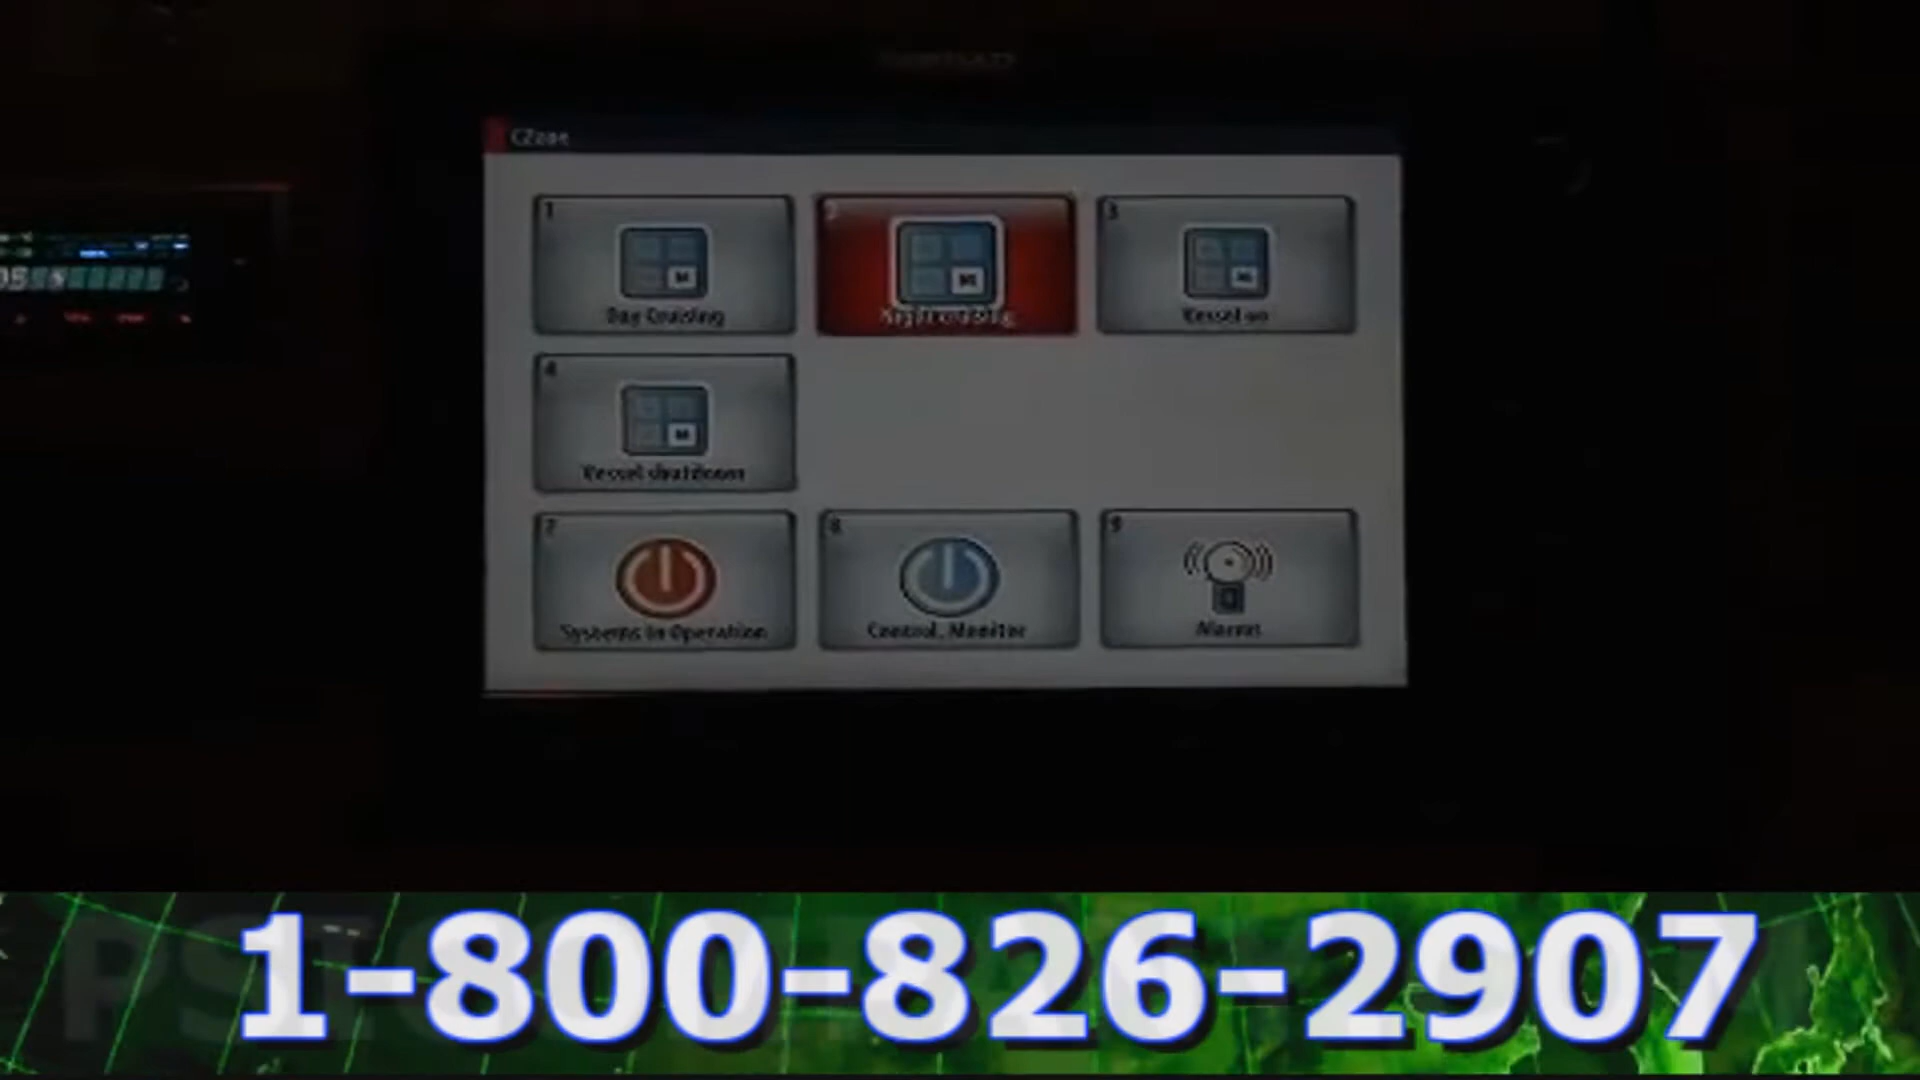 CZone
1
2
3
Day Cruising
Night cruising
Vessel on
4
Vessel shutdown
7
8
9
Systems in Operation
Control, Monitor
Alarms
1-800-826-2907